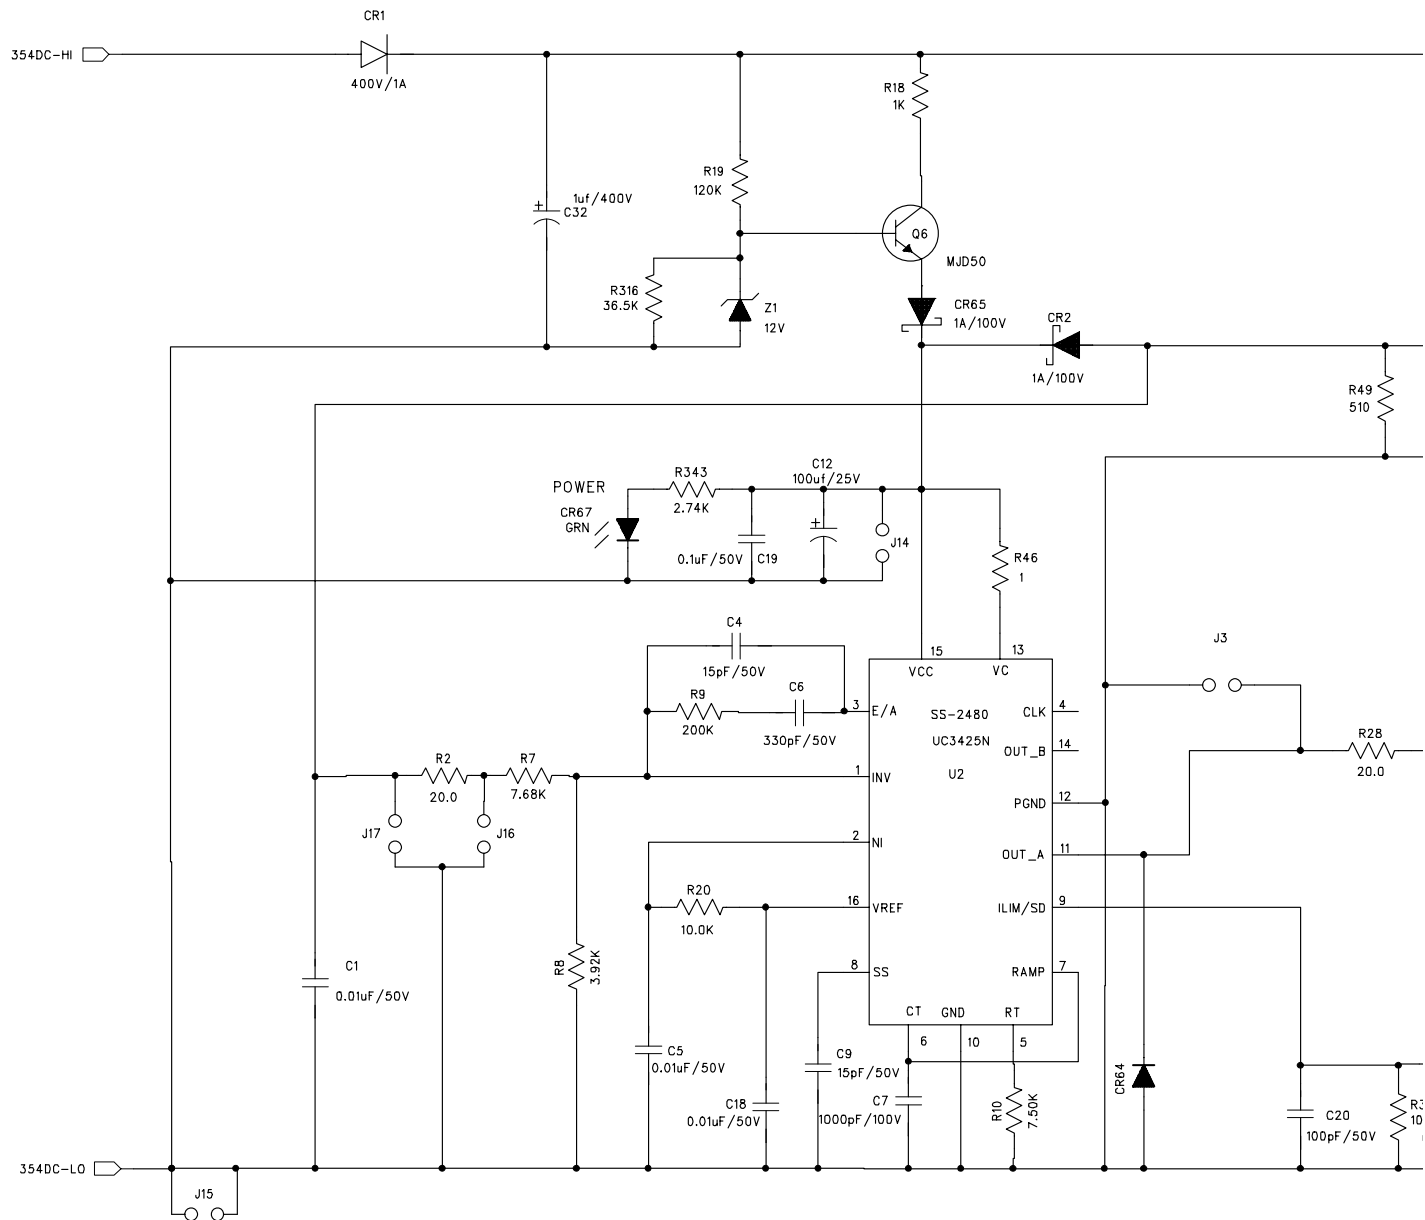 CR1
354DC-HI
400V/1A
R18
1K
R19
120K
1uf/400V
+
C32
Q6
MJD50
R316
36.5K
Z1
12V
CR65
1A/100V
CR2
1A/100V
R49
510
POWER
R343
2.74K
C12
100uf/25V
+
CR67
GRN
0.1uF/50V
C19
J14
R46
1
C4
15pF/50V
J3
15
13
VCC
VC
R9
200K
C6
330pF/50V
3
E/A
SS-2480
UC3425N
U2
CLK
4
OUT_B
14
R28
20.0
R2
20.0
R7
7.68K
1
INV
PGND
12
J17
J16
2
NI
OUT_A
11
R20
10.0K
16
VREF
ILIM/SD
9
R8
3.92K
8
SS
RAMP
7
C1
0.01uF/50V
CT
GND
RT
6
10
5
C5
0.01uF/50V
C9
15pF/50V
CR64
C18
0.01uF/50V
C7
1000pF/100V
R10
7.50K
C20
100pF/50V
R3
10
354DC-LO
J15